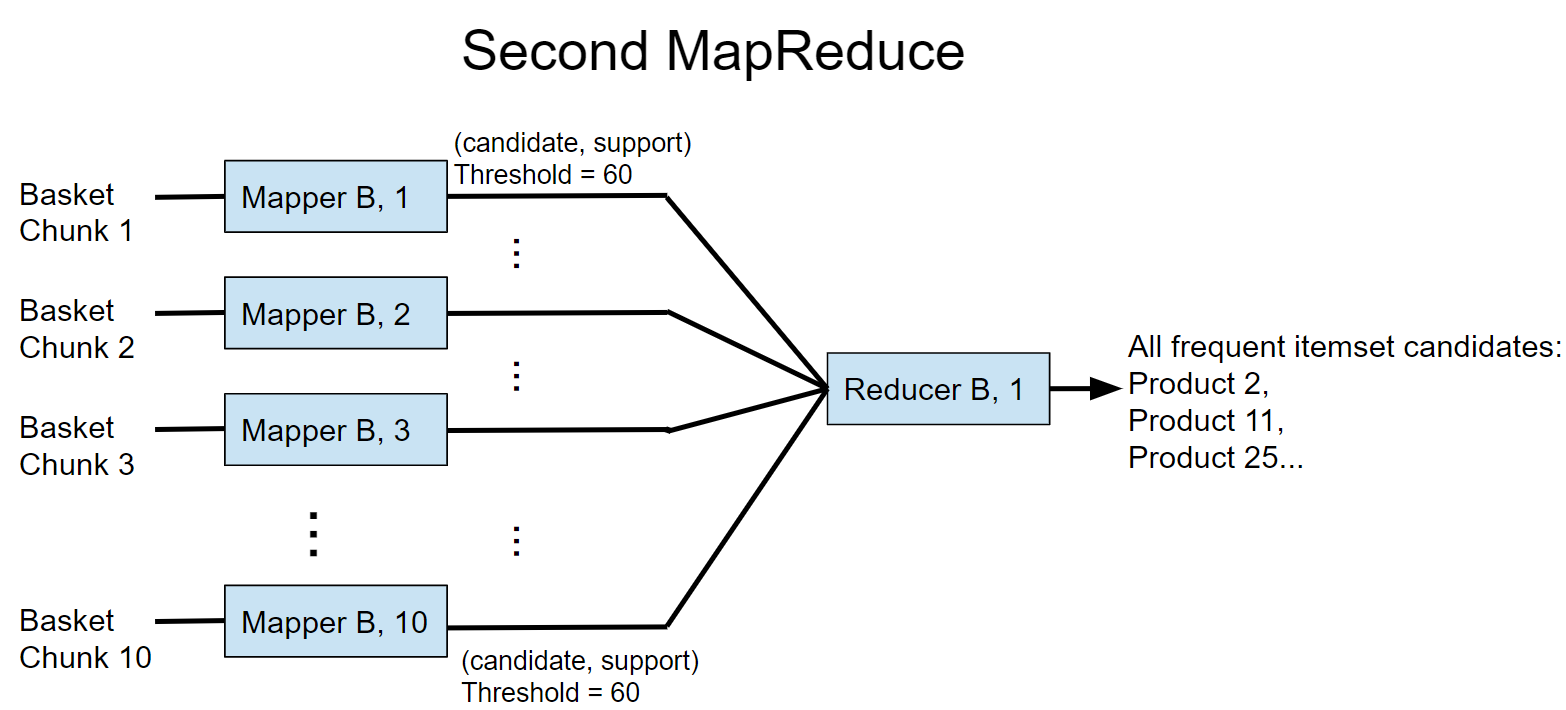 Second MapReduce
(candidate, support)
Threshold = 60
Basket
Chunk 1
Mapper B, 1
Basket
Chunk 2
Mapper B, 2
Basket
Chunk 3
Mapper B, 3
Basket
Chunk 10
Mapper B, 10
(candidate, support)
Threshold = 60
Reducer B, 1
All frequent itemset candidates:
Product 2,
Product 11,
Product 25...